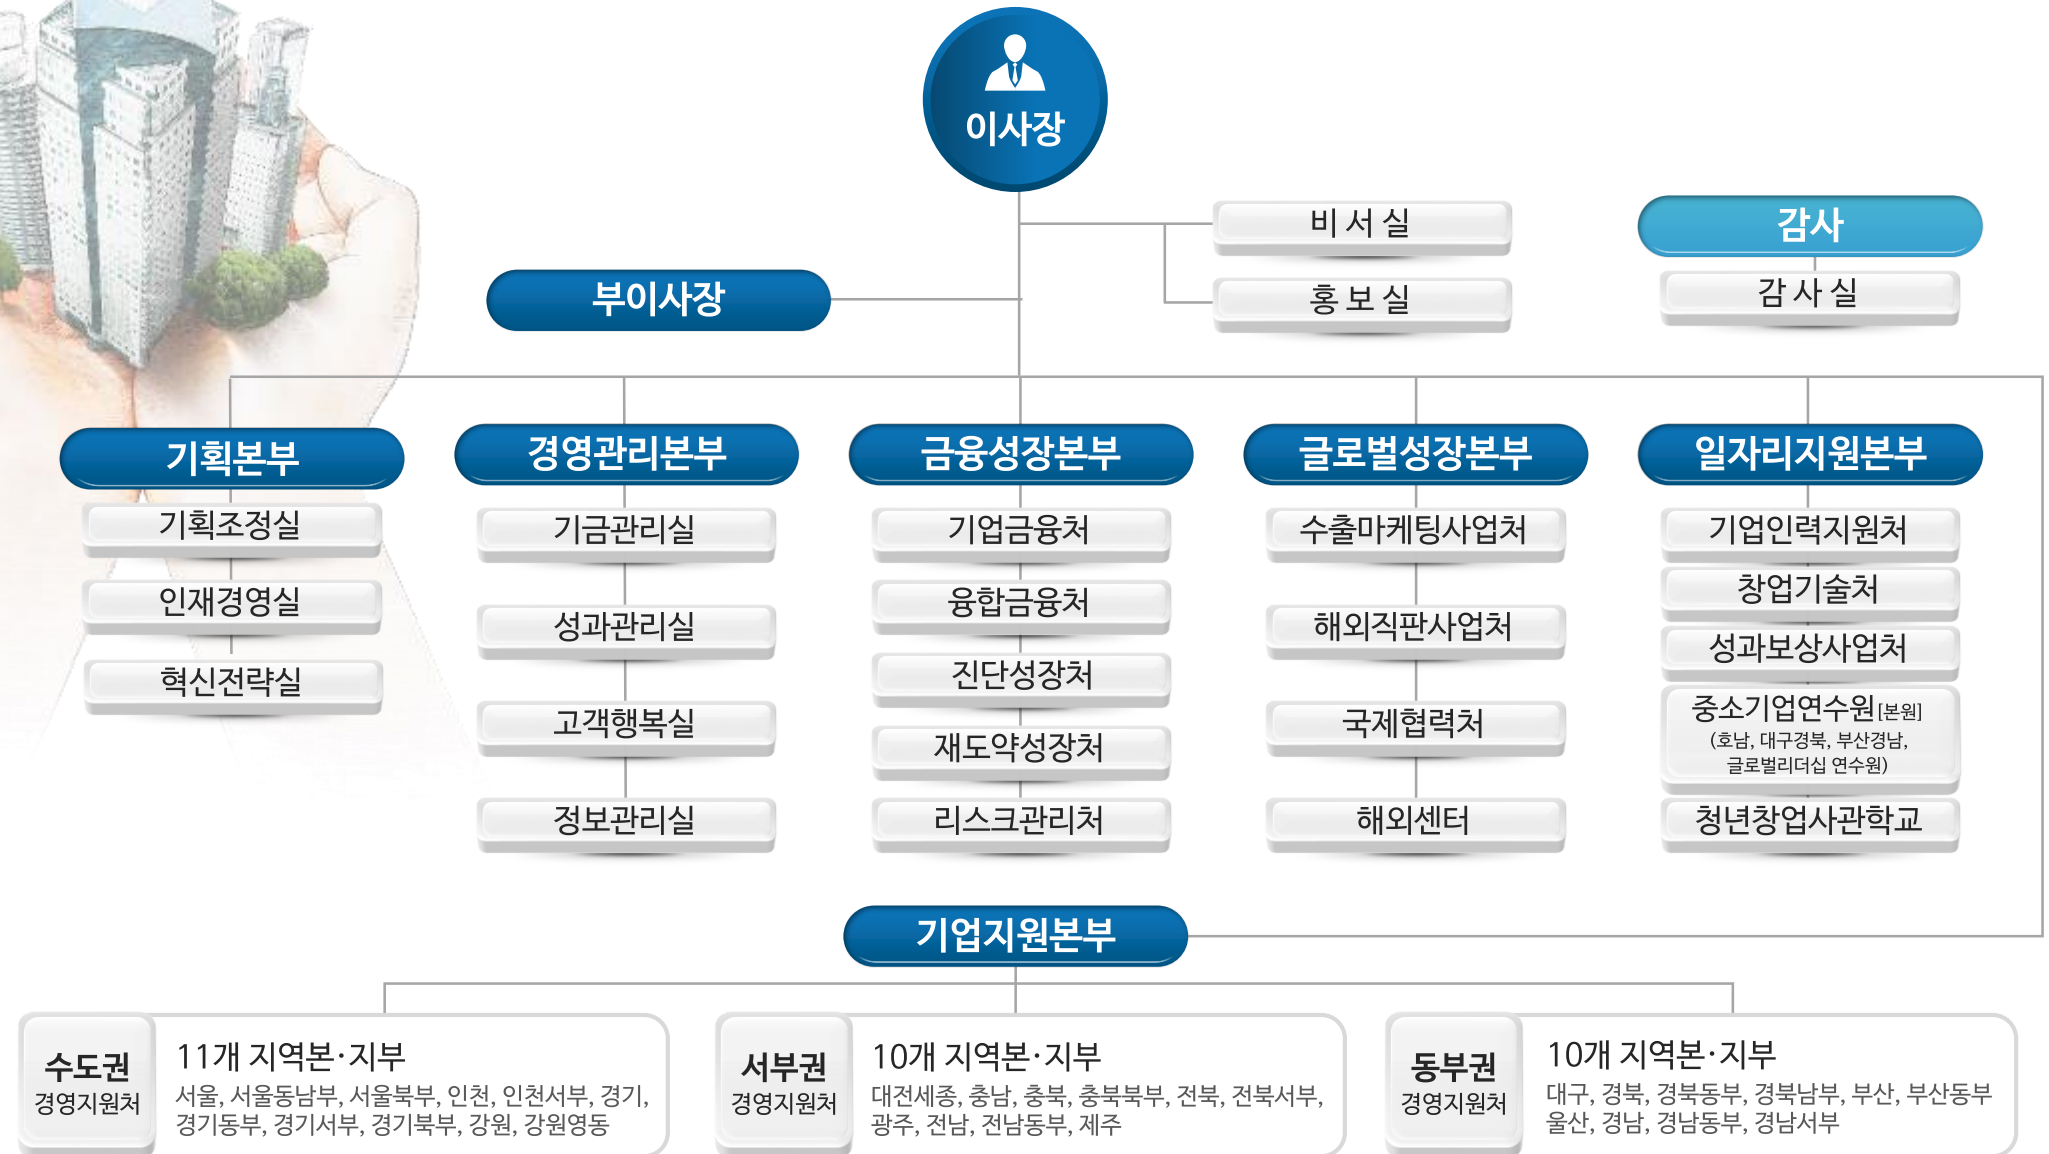 이사장
비 서 실
홍 보 실
감사
감 사 실
부이사장
기획본부
기획조정실
인재경영실
혁신전략실
경영관리본부
기금관리실
성과관리실
고객행복실
정보관리실
금융성장본부
기업금융처
융합금융처
진단성장처
재도약성장처
리스크관리처
글로벌성장본부
수출마케팅사업처
해외직판사업처
국제협력처
해외센터
일자리지원본부
기업인력지원처
창업기술처
성과보상사업처
중소기업연수원[본원]
(호남, 대구경북, 부산경남,
글로벌리더십 연수원)
청년창업사관학교
기업지원본부
수도권
경영지원처
11개 지역본·지부
서울, 서울동남부, 서울북부, 인천, 인천서부, 경기,
경기동부, 경기서부, 경기북부, 강원, 강원영동
서부권
경영지원처
10개 지역본·지부
대전세종, 충남, 충북, 충북북부, 전북, 전북서부,
광주, 전남, 전남동부, 제주
동부권
경영지원처
10개 지역본·지부
대구, 경북, 경북동부, 경북남부, 부산, 부산동부
울산, 경남, 경남동부, 경남서부